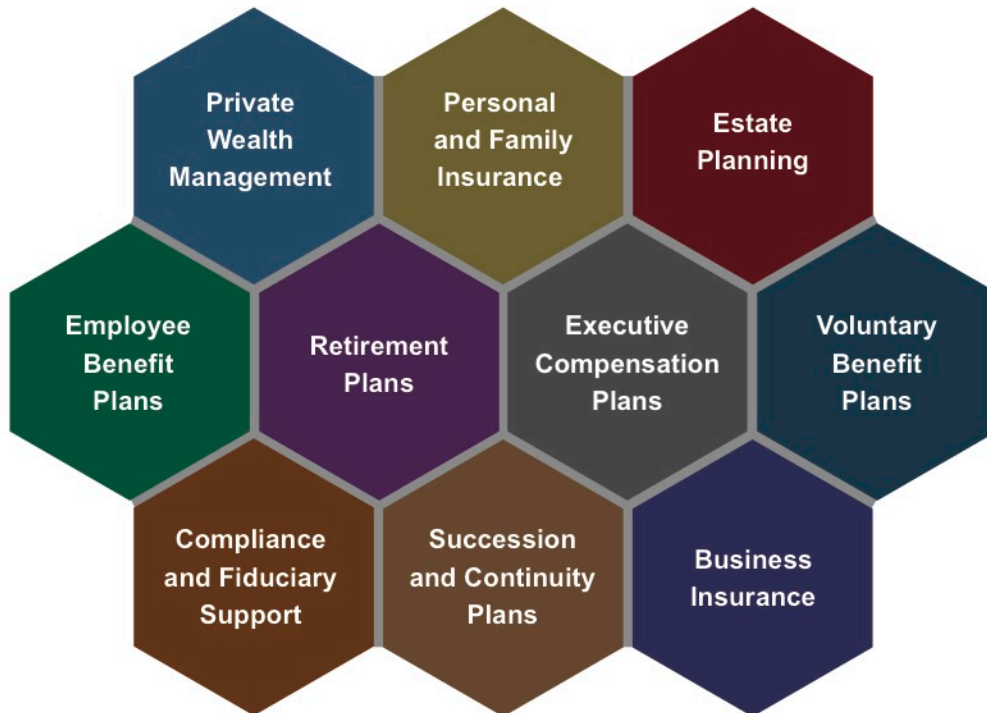 Private
Wealth
Management
Personal
and Family
Insurance
Estate
Planning
Employee
Benefit
Plans
Retirement
Plans
Executive
Compensation
Plans
Voluntary
Benefit
Plans
Compliance
and Fiduciary
Support
Succession
and Continuity
Plans
Business
Insurance